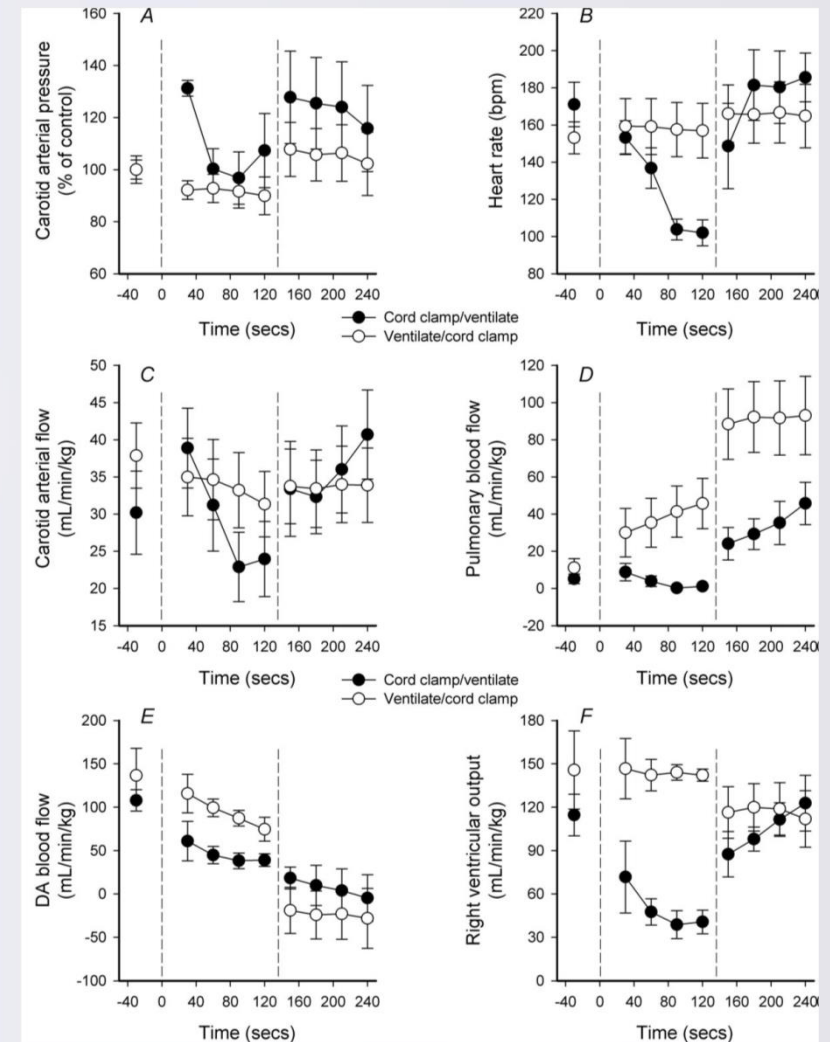 A
Carotid arterial pressure
(% of control)
160
140
120
100
80
60
-40 0 40 80 120 160 200 240
Time (secs)
B
Heart rate (bpm)
220
200
180
160
140
120
100
80
-40 0 40 80 120 160 200 240
Time (secs)
Cord clamp/ventilate
Ventilate/cord clamp
C
Carotid arterial flow
(mL/min/kg)
50
45
40
35
30
25
20
15
-40 0 40 80 120 160 200 240
Time (secs)
D
Pulmonary blood flow
(mL/min/kg)
120
100
80
60
40
20
0
-20
-40 0 40 80 120 160 200 240
Time (secs)
Cord clamp/ventilate
Ventilate/cord clamp
E
DA blood flow
(mL/min/kg)
200
150
100
50
0
-50
-100
-40 0 40 80 120 160 200 240
Time (secs)
F
Right ventricular output
(mL/min/kg)
180
150
120
90
60
30
0
-40 0 40 80 120 160 200 240
Time (secs)